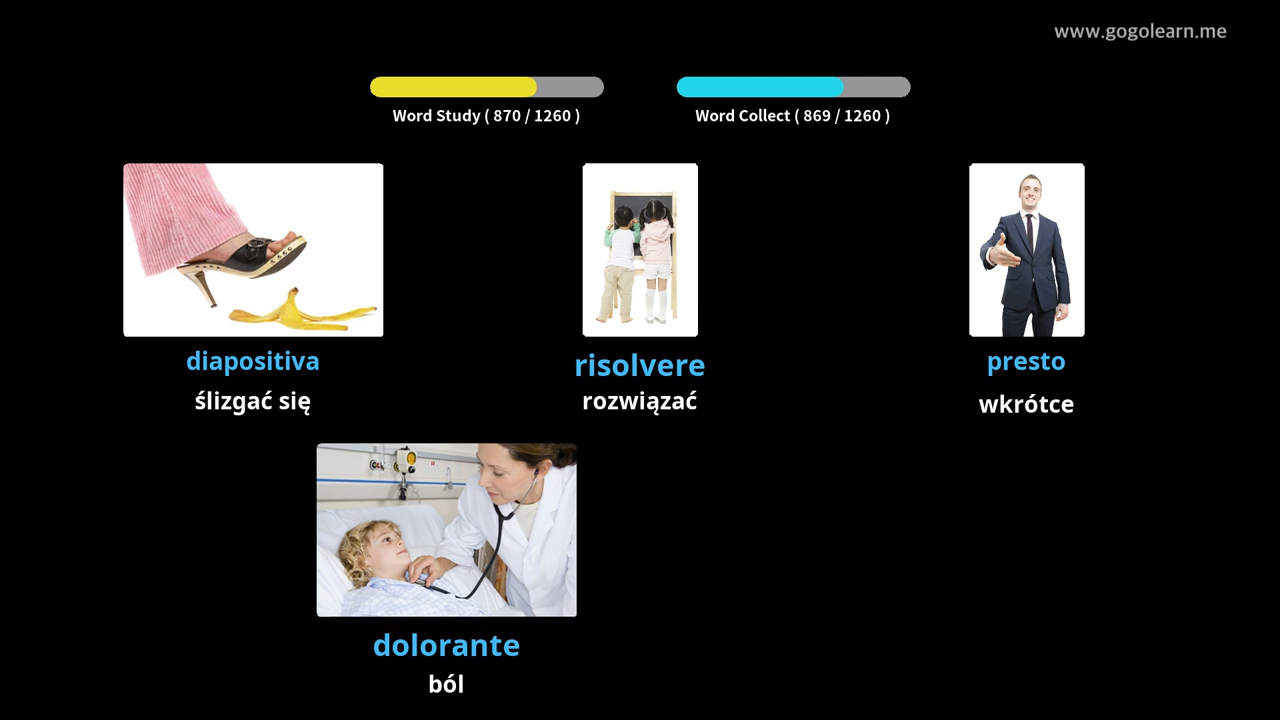 www.gogolearn.me
Word Study ( 870 / 1260 )
Word Collect ( 869 / 1260 )
diapositiva
ślizgać się
risolvere
rozwiązać
presto
wkrótce
dolorante
ból